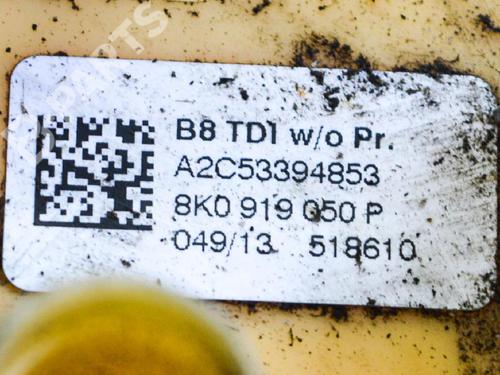 B8 TDI w/o Pr.
A2C53394853
8K0 919 050 P
049/13 518610